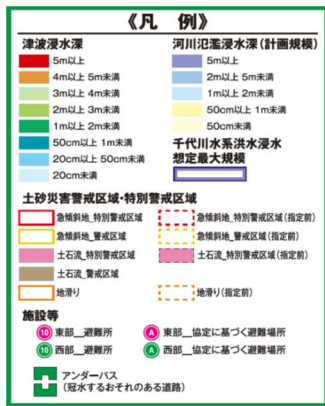 《凡 例》
津波浸水深
5m以上
4m以上 5m未満
3m以上 4m未満
2m以上 3m未満
1m以上 2m未満
50cm以上 1m未満
20cm以上 50cm未満
20cm未満
河川氾濫浸水深(計画規模)
5m以上
2m以上 5m未満
1m以上 2m未満
50cm以上 1m未満
50cm未満
千代川水系洪水浸水
想定最大規模
土砂災害警戒区域・特別警戒区域
急傾斜地_特別警戒区域
急傾斜地_特別警戒区域(指定前)
急傾斜地_警戒区域
急傾斜地_警戒区域(指定前)
土石流_特別警戒区域
土石流_特別警戒区域(指定前)
土石流_警戒区域
地滑り
地滑り(指定前)
施設等
10 東部__避難所
A 東部__協定に基づく避難場所
10 西部__避難所
A 西部__協定に基づく避難場所
アンダーパス
(冠水するおそれのある道路)